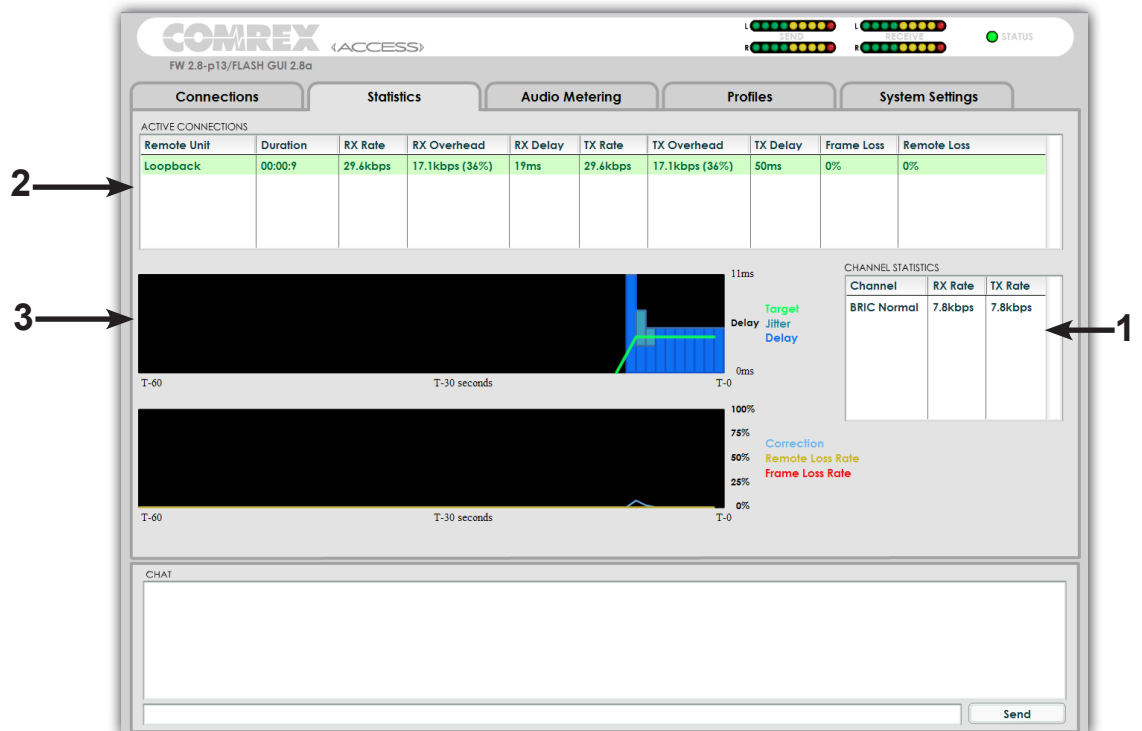 COMREX ACCESS
L SEND R
L RECEIVE R
STATUS
FW 2.8-p13/FLASH GUI 2.8a
Connections Statistics Audio Metering Profiles System Settings
ACTIVE CONNECTIONS
Remote Unit Duration RX Rate RX Overhead RX Delay TX Rate TX Overhead TX Delay Frame Loss Remote Loss
Loopback 00:00:9 29.6kbps 17.1kbps (36%) 19ms 29.6kbps 17.1kbps (36%) 50ms 0% 0%
2
3
11ms
Delay
0ms
Target
Jitter
Delay
T-60 T-30 seconds T-0
CHANNEL STATISTICS
Channel RX Rate TX Rate
BRIC Normal 7.8kbps 7.8kbps
1
100%
75%
50%
25%
0%
Correction
Remote Loss Rate
Frame Loss Rate
T-60 T-30 seconds T-0
CHAT
Send